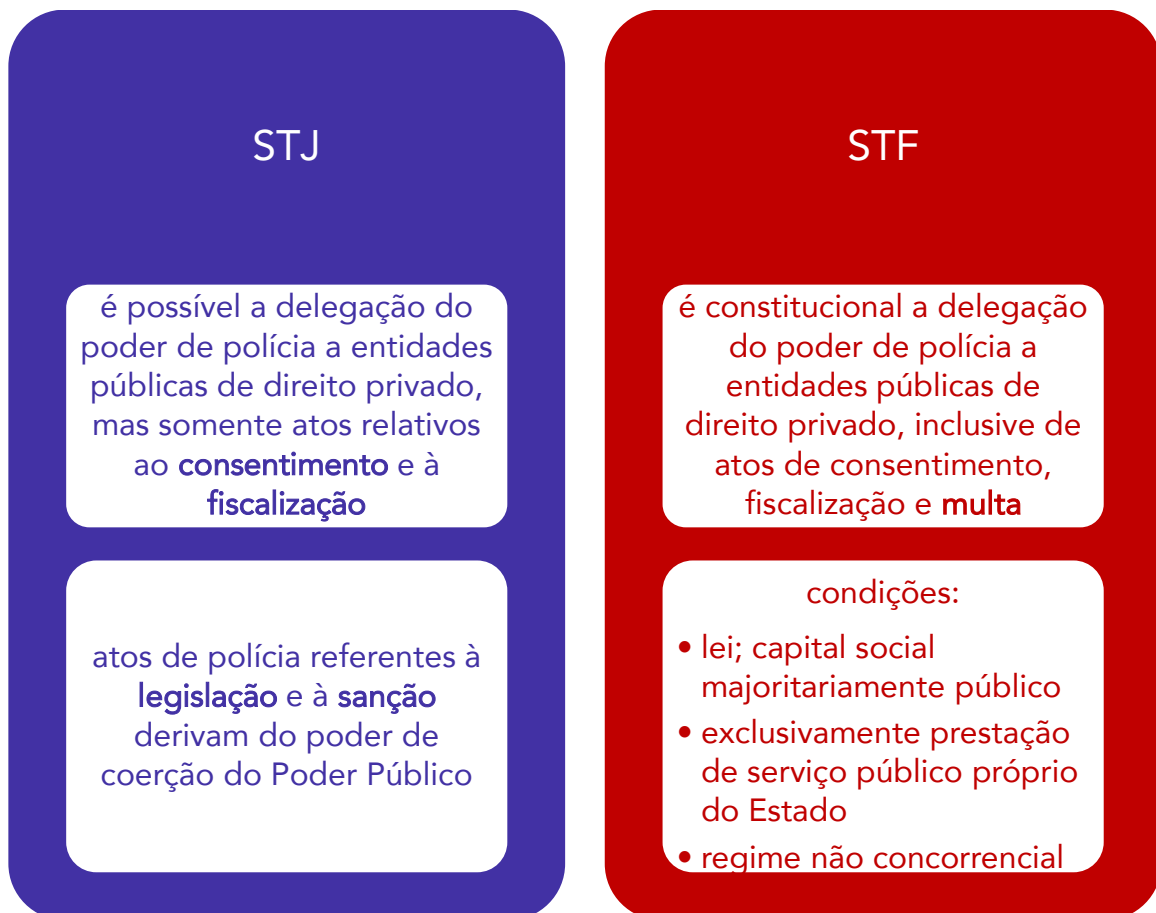 STJ
é possível a delegação do
poder de polícia a entidades
públicas de direito privado,
mas somente atos relativos
ao consentimento e à
fiscalização
atos de polícia referentes à
legislação e à sanção
derivam do poder de
coerção do Poder Público
STF
é constitucional a delegação
do poder de polícia a
entidades públicas de
direito privado, inclusive de
atos de consentimento,
fiscalização e multa
condições:
• lei; capital social
majoritariamente público
• exclusivamente prestação
de serviço público próprio
do Estado
• regime não concorrencial